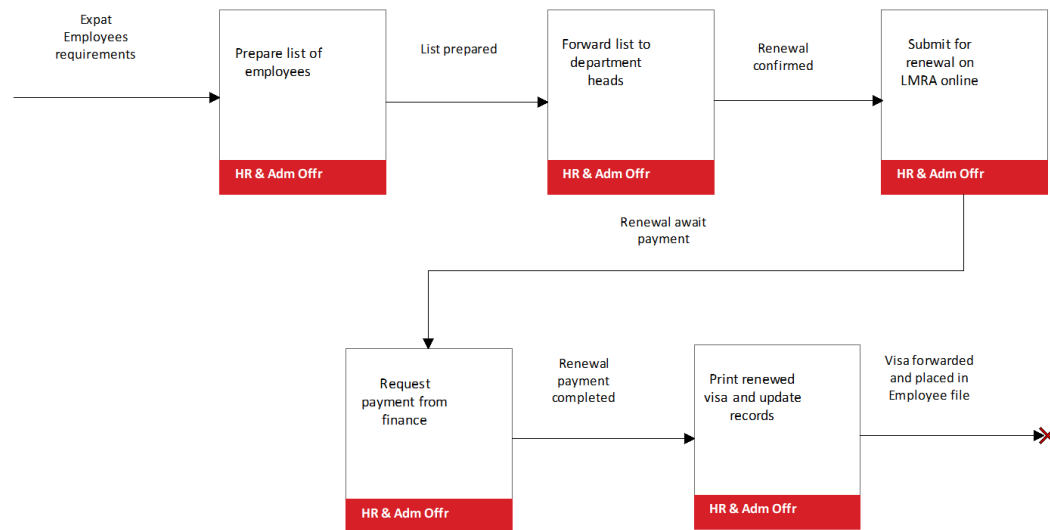 Expat
Employees
requirements
Prepare list of
employees
HR & Adm Offr
List prepared
Forward list to
department
heads
HR & Adm Offr
Renewal
confirmed
Submit for
renewal on
LMRA online
HR & Adm Offr
Renewal await
payment
Request
payment from
finance
HR & Adm Offr
Renewal
payment
completed
Print renewed
visa and update
records
HR & Adm Offr
Visa forwarded
and placed in
Employee file